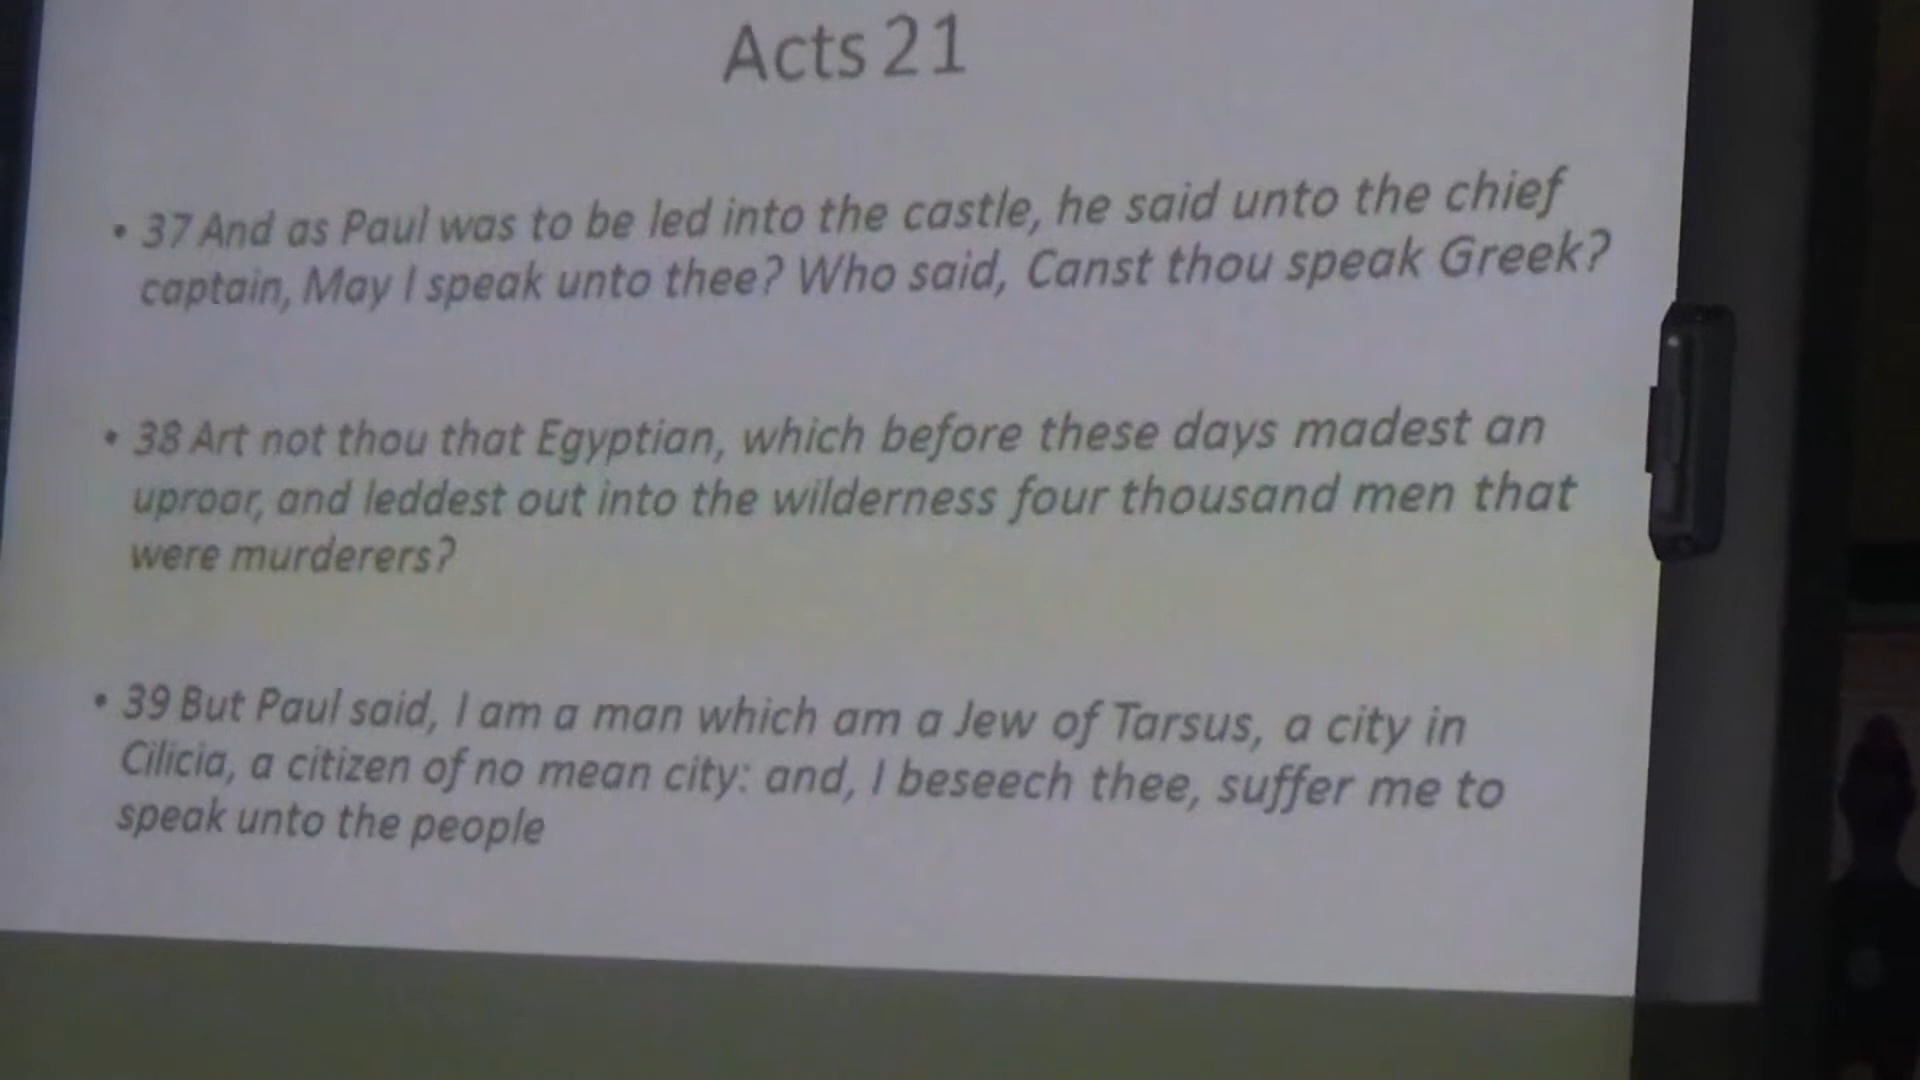 Acts 21
• 37 And as Paul was to be led into the castle, he said unto the chief
captain, May I speak unto thee? Who said, Canst thou speak Greek?
• 38 Art not thou that Egyptian, which before these days madest an
uproar, and leddest out into the wilderness four thousand men that
were murderers?
• 39 But Paul said, I am a man which am a Jew of Tarsus, a city in
Cilicia, a citizen of no mean city: and, I beseech thee, suffer me to
speak unto the people